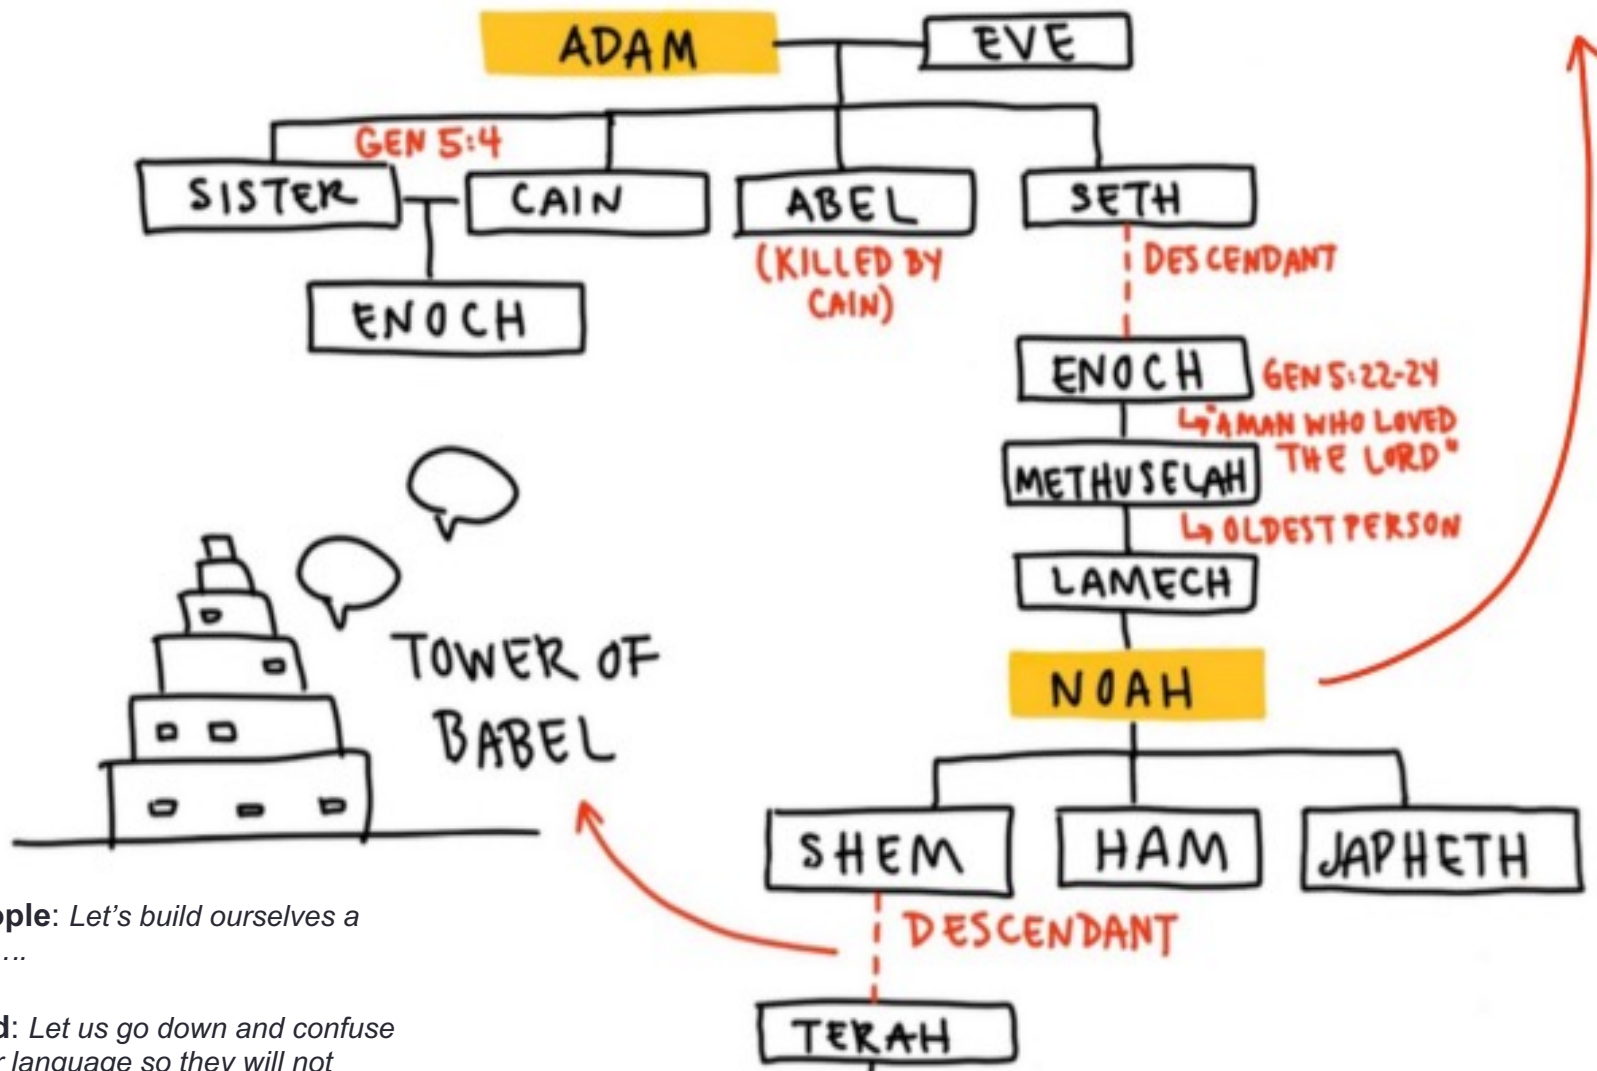 ADAM
EVE
GEN 5:4
SISTER
CAIN
ABEL
SETH
(KILLED BY
CAIN)
DESCENDANT
ENOCH
ENOCH
GEN 5:22-24
↳"A MAN WHO LOVED
THE LORD"
METHUSELAH
↳ OLDEST PERSON
LAMECH
TOWER OF
BABEL
NOAH
SHEM
HAM
JAPHETH
ople: Let's build ourselves a
….
DESCENDANT
d: Let us go down and confuse
r language so they will not
TERAH